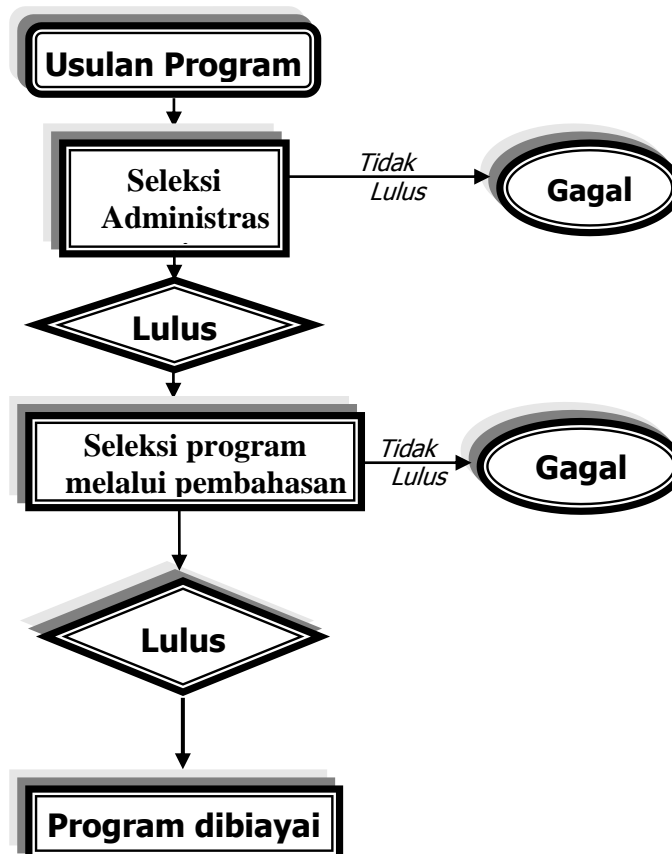 Usulan Program
Seleksi
Administras
Tidak
Lulus
Gagal
Lulus
Seleksi program
melalui pembahasan
Tidak
Lulus
Gagal
Lulus
Program dibiayai